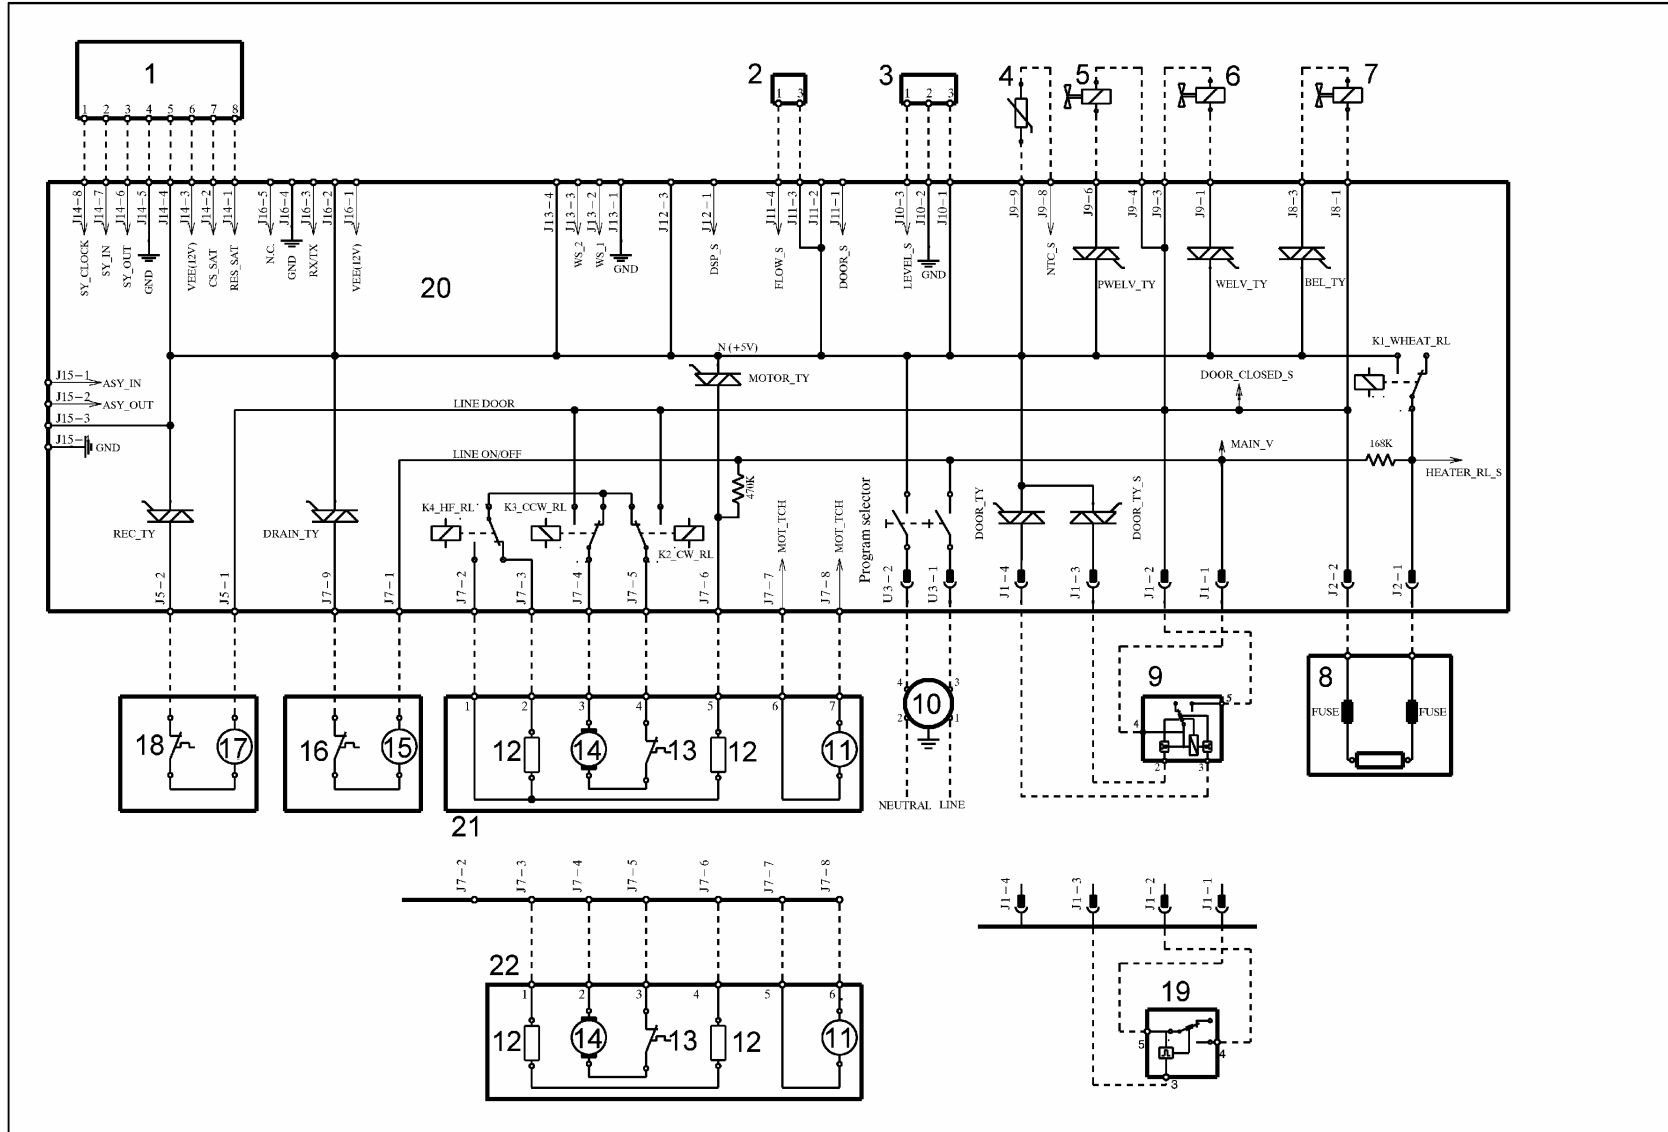 1
1 2 3 4 5 6 7 8
2
1 3
3
1 2 3
4
5
6
7
J14-8 J14-7 J14-6 J14-5 J14-4 J14-3 J14-2 J14-1 J16-5 J16-4 J16-3 J16-2 J16-1 J13-4 J13-3 J13-2 J13-1 J12-3 J12-1 J11-4 J11-3 J11-2 J11-1 J10-3 J10-2 J10-1 J9-9 J9-8 J9-6 J9-4 J9-3 J9-1 J8-3 J8-1
SY_CLOCK SY_IN SY_OUT GND VEE(12V) CS_SAT RES_SAT N.C. GND RX/TX VEE(12V) WS_2 WS_1 GND DSP_S FLOW_S DOOR_S LEVEL_S GND NTC_S
PWELV_TY
WELV_TY
BEL_TY
20
N (+5V)
K1_WHEAT_RL
MOTOR_TY
DOOR_CLOSED_S
J15-1
ASY_IN
J15-2
ASY_OUT
J15-3
GND
LINE DOOR
LINE ON/OFF
MAIN_V
168K
HEATER_RL_S
470K
REC_TY
DRAIN_TY
K4_HF_RL
K3_CCW_RL
K2_CW_RL
MOT_TCH
MOT_TCH
Program selector
DOOR_TY
DOOR_TY_S
J5-2 J5-1 J7-9 J7-1 J7-2 J7-3 J7-4 J7-5 J7-6 J7-7 J7-8 U3-2 U3-1 J1-4 J1-3 J1-2 J1-1 J2-2 J2-1
18
17
16
15
1 2 3 4 5 6 7
12
14
13
12
11
21
4 3
10
2 1
NEUTRAL LINE
9
5
4
2 3
8
FUSE FUSE
J7-2 J7-3 J7-4 J7-5 J7-6 J7-7 J7-8
22
1 2 3 4 5 6
12
14
13
12
11
J1-4 J1-3 J1-2 J1-1
19
5
4
3